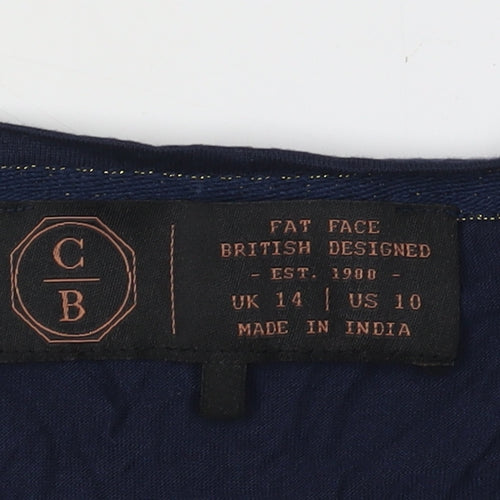 C
B
FAT FACE
BRITISH DESIGNED
- EST. 1988 -
UK 14 | US 10
MADE IN INDIA